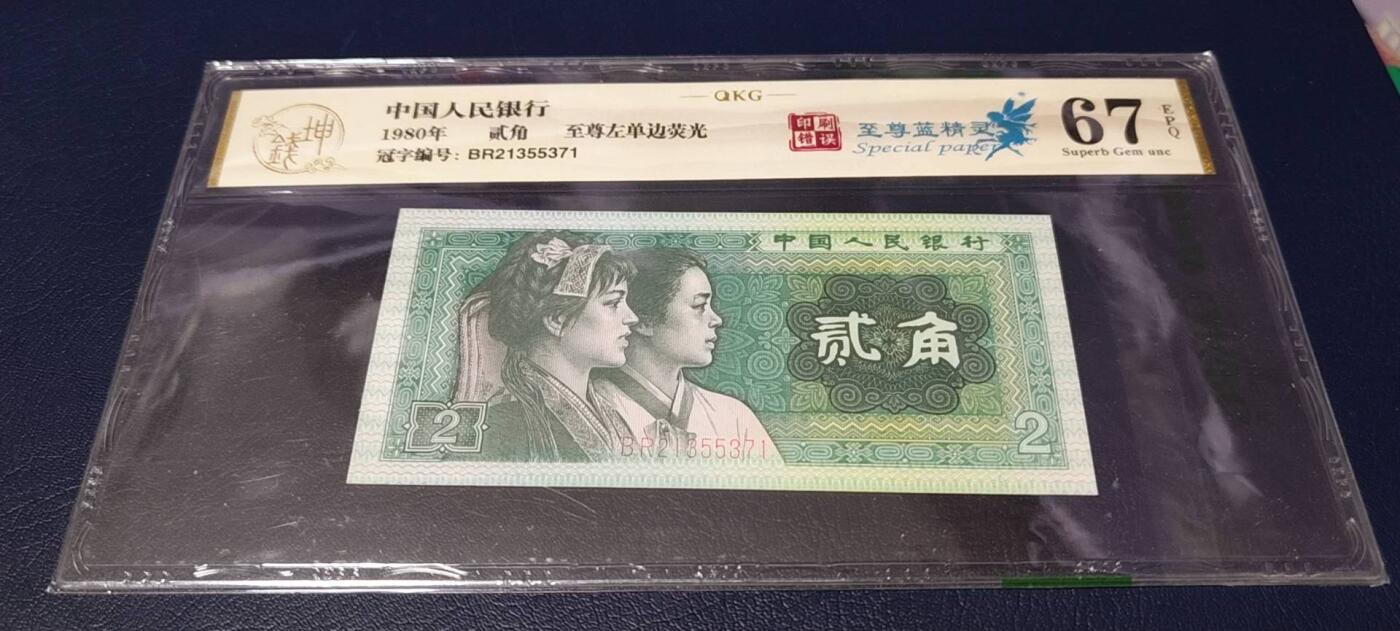 QKG
中国人民银行
1980年 贰角 至尊左单边荧光
冠字编号: BR21355371
乾坤
印刷
错误
至尊蓝精灵
Special paper
67
EPQ
Superb Gem unc
中国人民银行
贰角
2
BR21355371
2